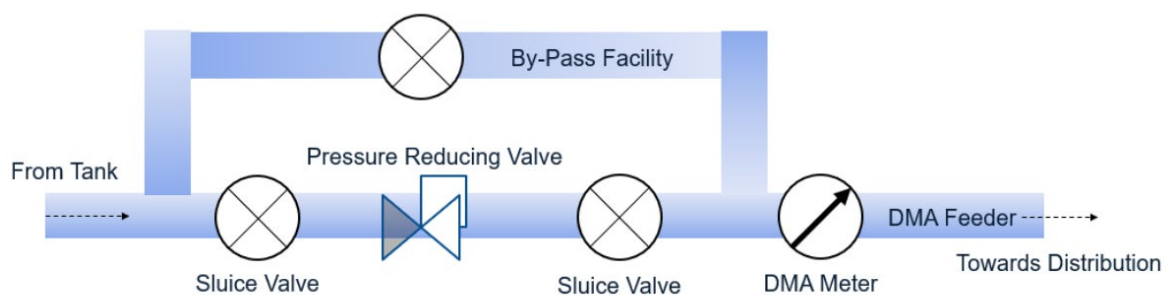 By-Pass Facility
Pressure Reducing Valve
From Tank
DMA Feeder
Sluice Valve
Sluice Valve
DMA Meter
Towards Distribution